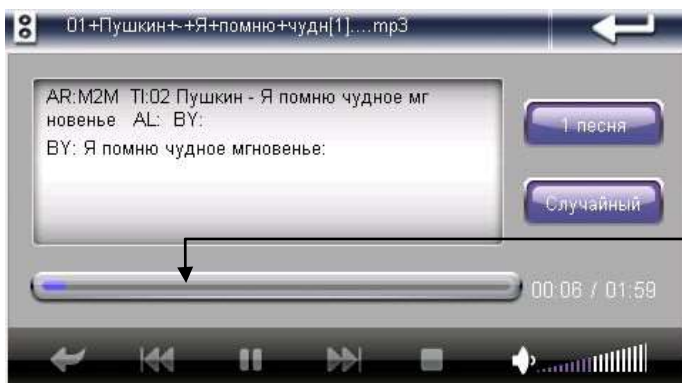 01+Пушкин+-+Я+помню+чудн[1]....mp3
AR:M2M TI:02 Пушкин - Я помню чудное мг
новенье AL: BY:
BY: Я помню чудное мгновенье:
1 песня
Случайный
00:06 / 01:59